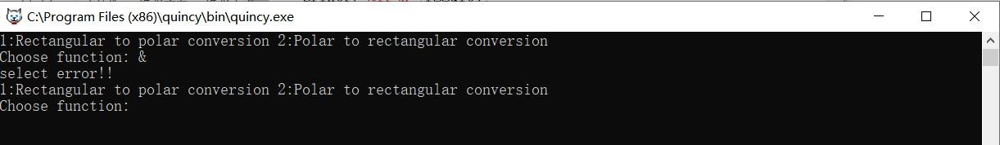 C:\Program Files (x86)\quincy\bin\quincy.exe
1:Rectangular to polar conversion 2:Polar to rectangular conversion
Choose function: &
select error!!
1:Rectangular to polar conversion 2:Polar to rectangular conversion
Choose function: